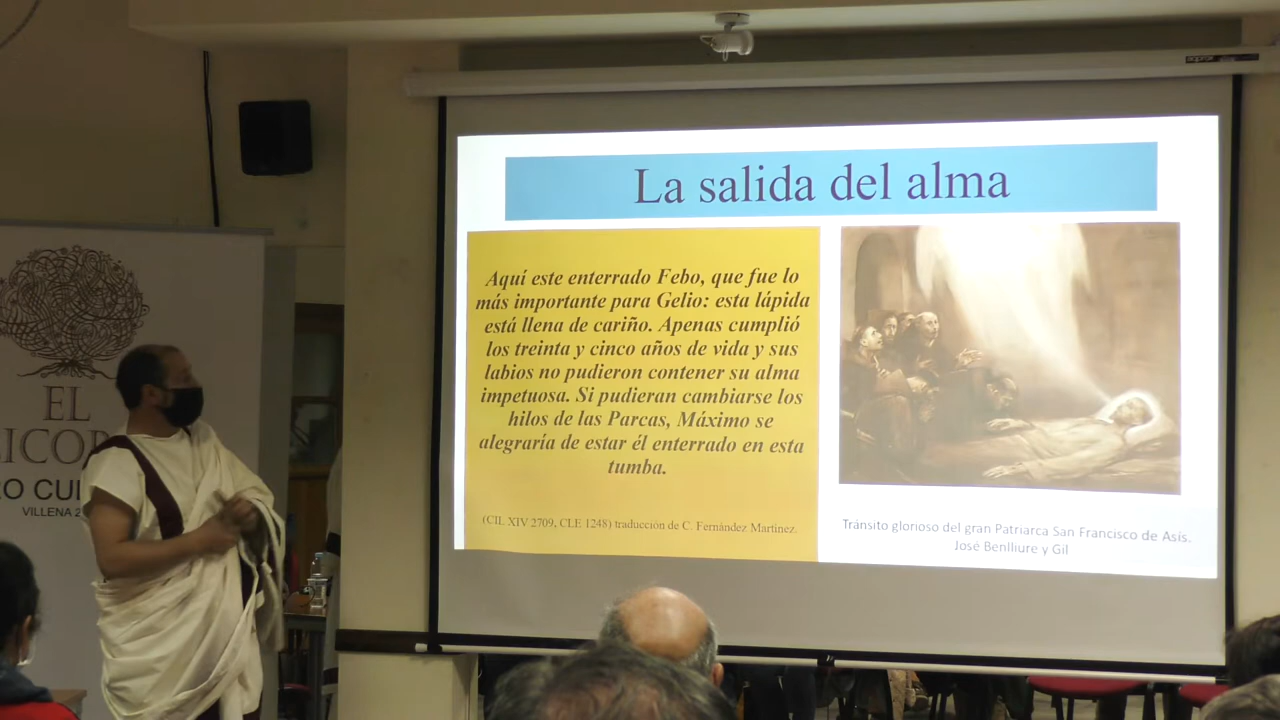 La salida del alma
Aquí este enterrado Febo, que fue lo
más importante para Gelio: esta lápida
está llena de cariño. Apenas cumplió
los treinta y cinco años de vida y sus
labios no pudieron contener su alma
impetuosa. Si pudieran cambiarse los
hilos de las Parcas, Máximo se
alegraría de estar él enterrado en esta
tumba.
(CIL XIV 2709, CLE 1248) traducción de C. Fernández Martínez.
Tránsito glorioso del gran Patriarca San Francisco de Asís.
José Benlliure y Gil
EL
VILLENA